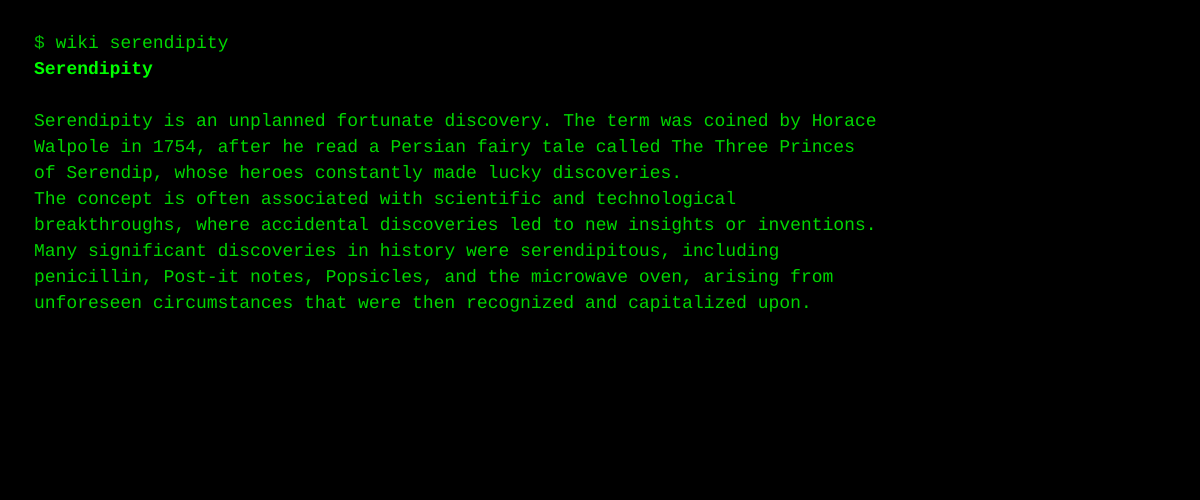 $ wiki serendipity
Serendipity
Serendipity is an unplanned fortunate discovery. The term was coined by Horace
Walpole in 1754, after he read a Persian fairy tale called The Three Princes
of Serendip, whose heroes constantly made lucky discoveries.
The concept is often associated with scientific and technological
breakthroughs, where accidental discoveries led to new insights or inventions.
Many significant discoveries in history were serendipitous, including
penicillin, Post-it notes, Popsicles, and the microwave oven, arising from
unforeseen circumstances that were then recognized and capitalized upon.